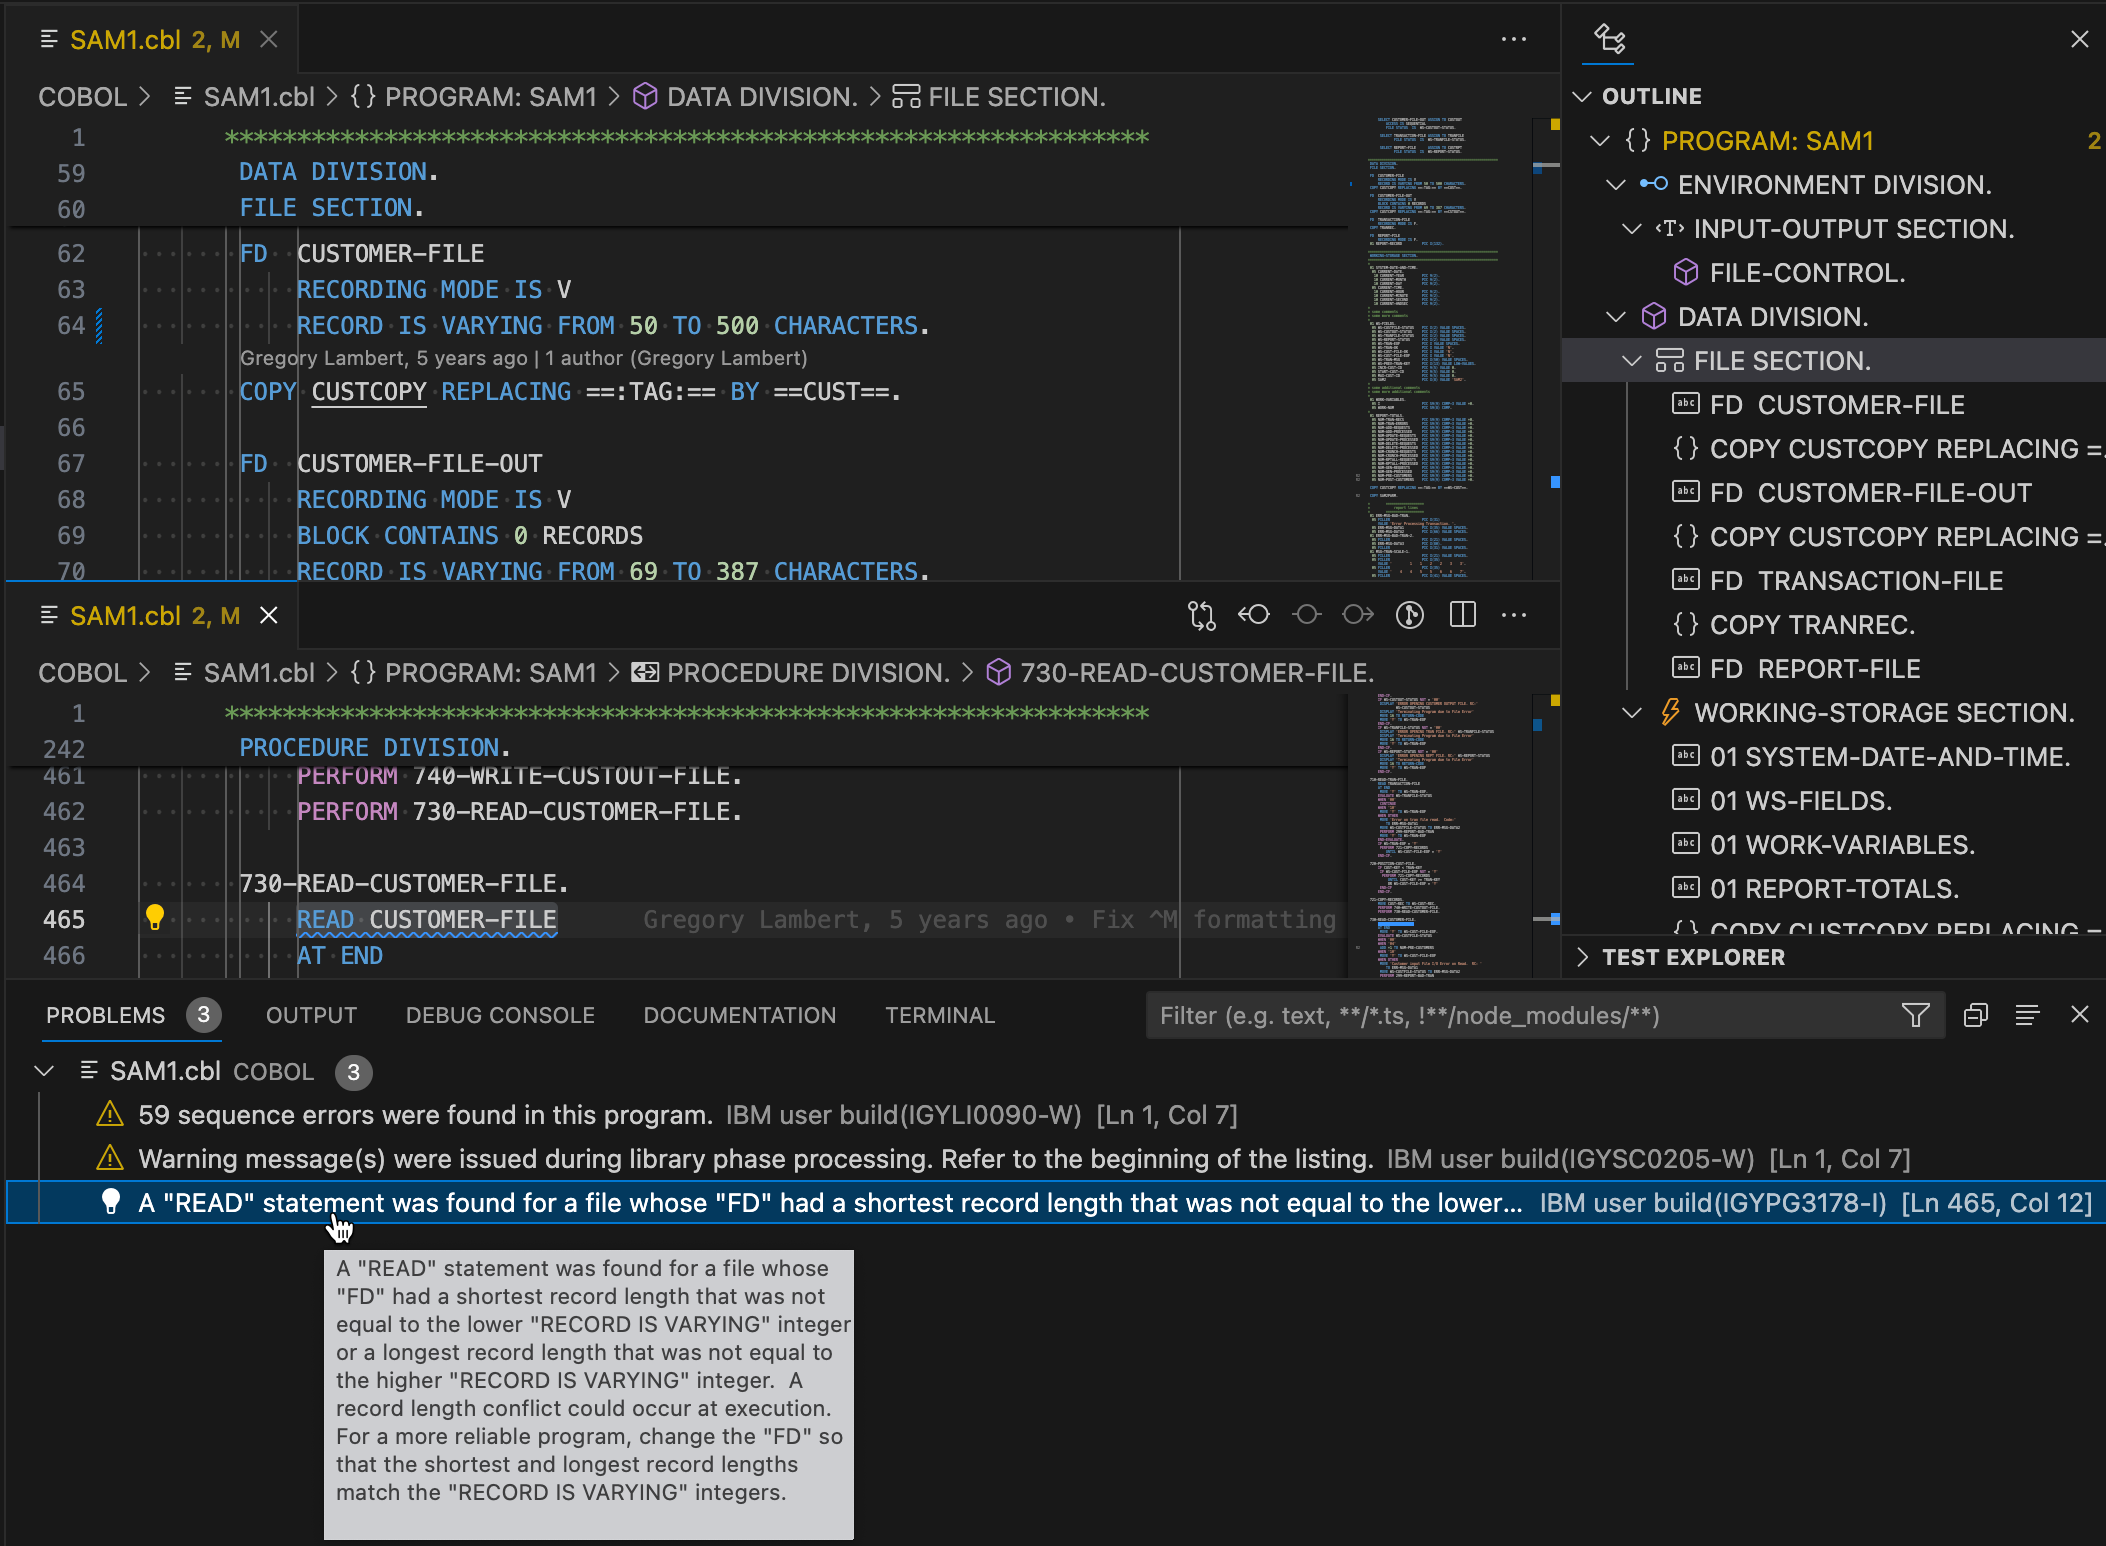 SAM1.cbl 2, M
COBOL > SAM1.cbl > {} PROGRAM: SAM1 > DATA DIVISION. > FILE SECTION.
1 ****************************************************************
59 DATA DIVISION.
60 FILE SECTION.
62 FD CUSTOMER-FILE
63 RECORDING MODE IS V
64 RECORD IS VARYING FROM 50 TO 500 CHARACTERS.
Gregory Lambert, 5 years ago | 1 author (Gregory Lambert)
65 COPY CUSTCOPY REPLACING ==:TAG:== BY ==CUST==.
66
67 FD CUSTOMER-FILE-OUT
68 RECORDING MODE IS V
69 BLOCK CONTAINS 0 RECORDS
70 RECORD IS VARYING FROM 69 TO 387 CHARACTERS.
SAM1.cbl 2, M
COBOL > SAM1.cbl > {} PROGRAM: SAM1 > PROCEDURE DIVISION. > 730-READ-CUSTOMER-FILE.
1 ****************************************************************
242 PROCEDURE DIVISION.
461 PERFORM 740-WRITE-CUSTOUT-FILE.
462 PERFORM 730-READ-CUSTOMER-FILE.
463
464 730-READ-CUSTOMER-FILE.
465 READ CUSTOMER-FILE Gregory Lambert, 5 years ago • Fix ^M formatting
466 AT END
OUTLINE
{} PROGRAM: SAM1 2
ENVIRONMENT DIVISION.
<T> INPUT-OUTPUT SECTION.
FILE-CONTROL.
DATA DIVISION.
FILE SECTION.
abc FD CUSTOMER-FILE
{} COPY CUSTCOPY REPLACING =.
abc FD CUSTOMER-FILE-OUT
{} COPY CUSTCOPY REPLACING =.
abc FD TRANSACTION-FILE
{} COPY TRANREC.
abc FD REPORT-FILE
WORKING-STORAGE SECTION.
abc 01 SYSTEM-DATE-AND-TIME.
abc 01 WS-FIELDS.
abc 01 WORK-VARIABLES.
abc 01 REPORT-TOTALS.
{} COPY CUSTCOPY REPLACING =
TEST EXPLORER
PROBLEMS 3 OUTPUT DEBUG CONSOLE DOCUMENTATION TERMINAL Filter (e.g. text, **/*.ts, !**/node_modules/**)
SAM1.cbl COBOL 3
59 sequence errors were found in this program. IBM user build(IGYLI0090-W) [Ln 1, Col 7]
Warning message(s) were issued during library phase processing. Refer to the beginning of the listing. IBM user build(IGYSC0205-W) [Ln 1, Col 7]
A "READ" statement was found for a file whose "FD" had a shortest record length that was not equal to the lower... IBM user build(IGYPG3178-I) [Ln 465, Col 12]
A "READ" statement was found for a file whose
"FD" had a shortest record length that was not
equal to the lower "RECORD IS VARYING" integer
or a longest record length that was not equal to
the higher "RECORD IS VARYING" integer. A
record length conflict could occur at execution.
For a more reliable program, change the "FD" so
that the shortest and longest record lengths
match the "RECORD IS VARYING" integers.